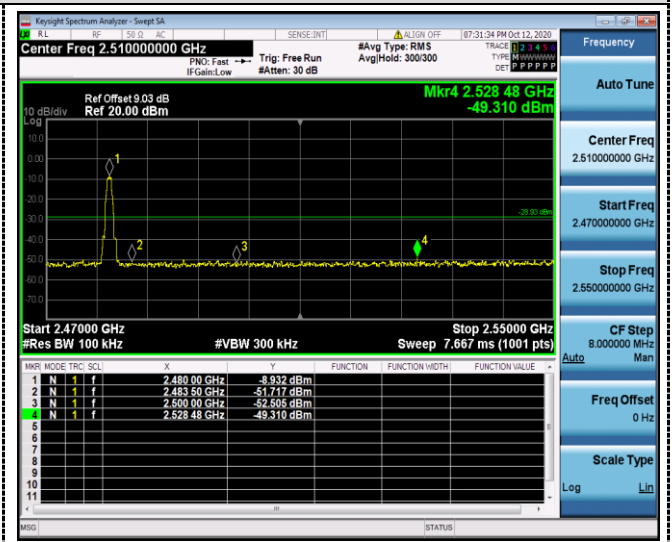 Keysight Spectrum Analyzer - Swept SA
RL RF 50 Ω AC SENSE:INT ALIGN OFF 07:31:34 PM Oct 12, 2020
Center Freq 2.510000000 GHz #Avg Type: RMS TRACE 1 2 3 4 5 6
PNO: Fast Trig: Free Run Avg|Hold: 300/300 TYPE M WWWWW
IFGain:Low #Atten: 30 dB DET P P P P P P
Mkr4 2.528 48 GHz
-49.310 dBm
Ref Offset 9.03 dB
10 dB/div Ref 20.00 dBm
Log
10.0
0.00
-10.0
-20.0
-30.0
-40.0
-50.0
-60.0
-70.0
1
2
3
4
-28.93 dBm
Start 2.47000 GHz Stop 2.55000 GHz
#Res BW 100 kHz #VBW 300 kHz Sweep 7.667 ms (1001 pts)
MKR MODE TRC SCL X Y FUNCTION FUNCTION WIDTH FUNCTION VALUE
1 N 1 f 2.480 00 GHz -8.932 dBm
2 N 1 f 2.483 50 GHz -51.717 dBm
3 N 1 f 2.500 00 GHz -52.505 dBm
4 N 1 f 2.528 48 GHz -49.310 dBm
5
6
7
8
9
10
11
MSG STATUS
Frequency
Auto Tune
Center Freq
2.510000000 GHz
Start Freq
2.470000000 GHz
Stop Freq
2.550000000 GHz
CF Step
8.000000 MHz
Auto Man
Freq Offset
0 Hz
Scale Type
Log Lin